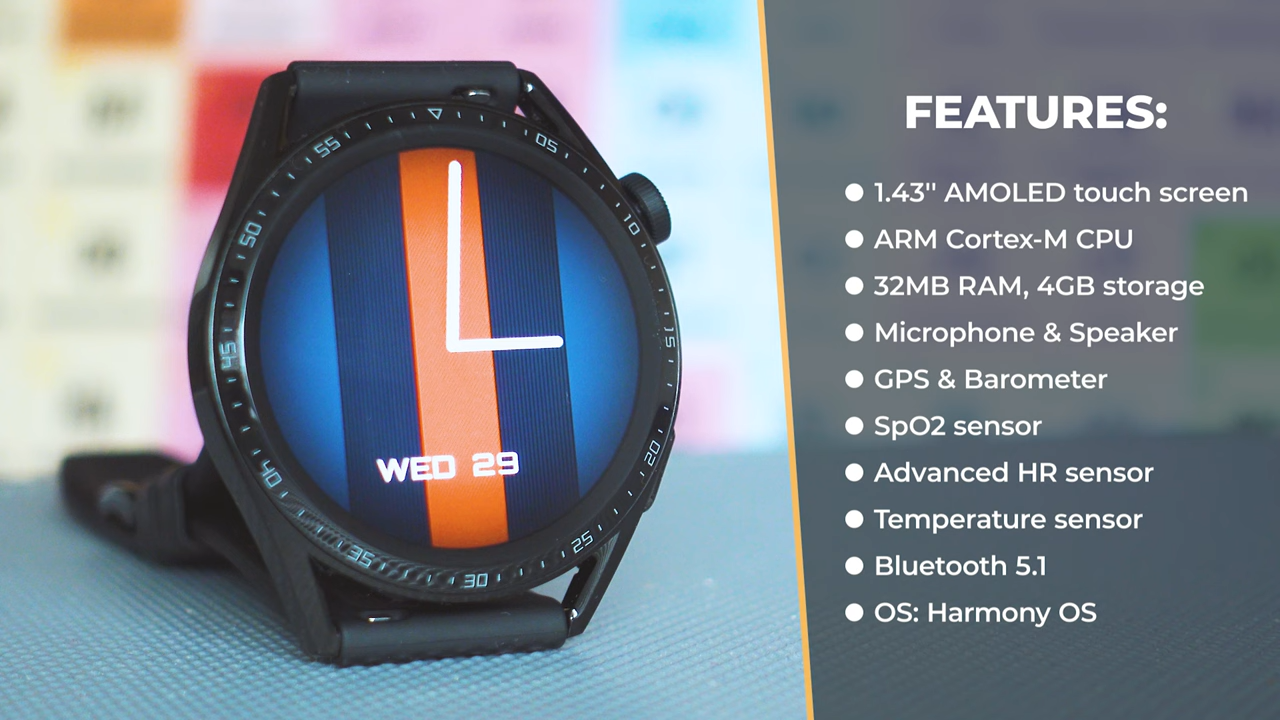 55
05
50
10
45
15
WED 29
40
20
35
25
30
FEATURES:
● 1.43'' AMOLED touch screen
● ARM Cortex-M CPU
● 32MB RAM, 4GB storage
● Microphone & Speaker
● GPS & Barometer
● SpO2 sensor
● Advanced HR sensor
● Temperature sensor
● Bluetooth 5.1
● OS: Harmony OS